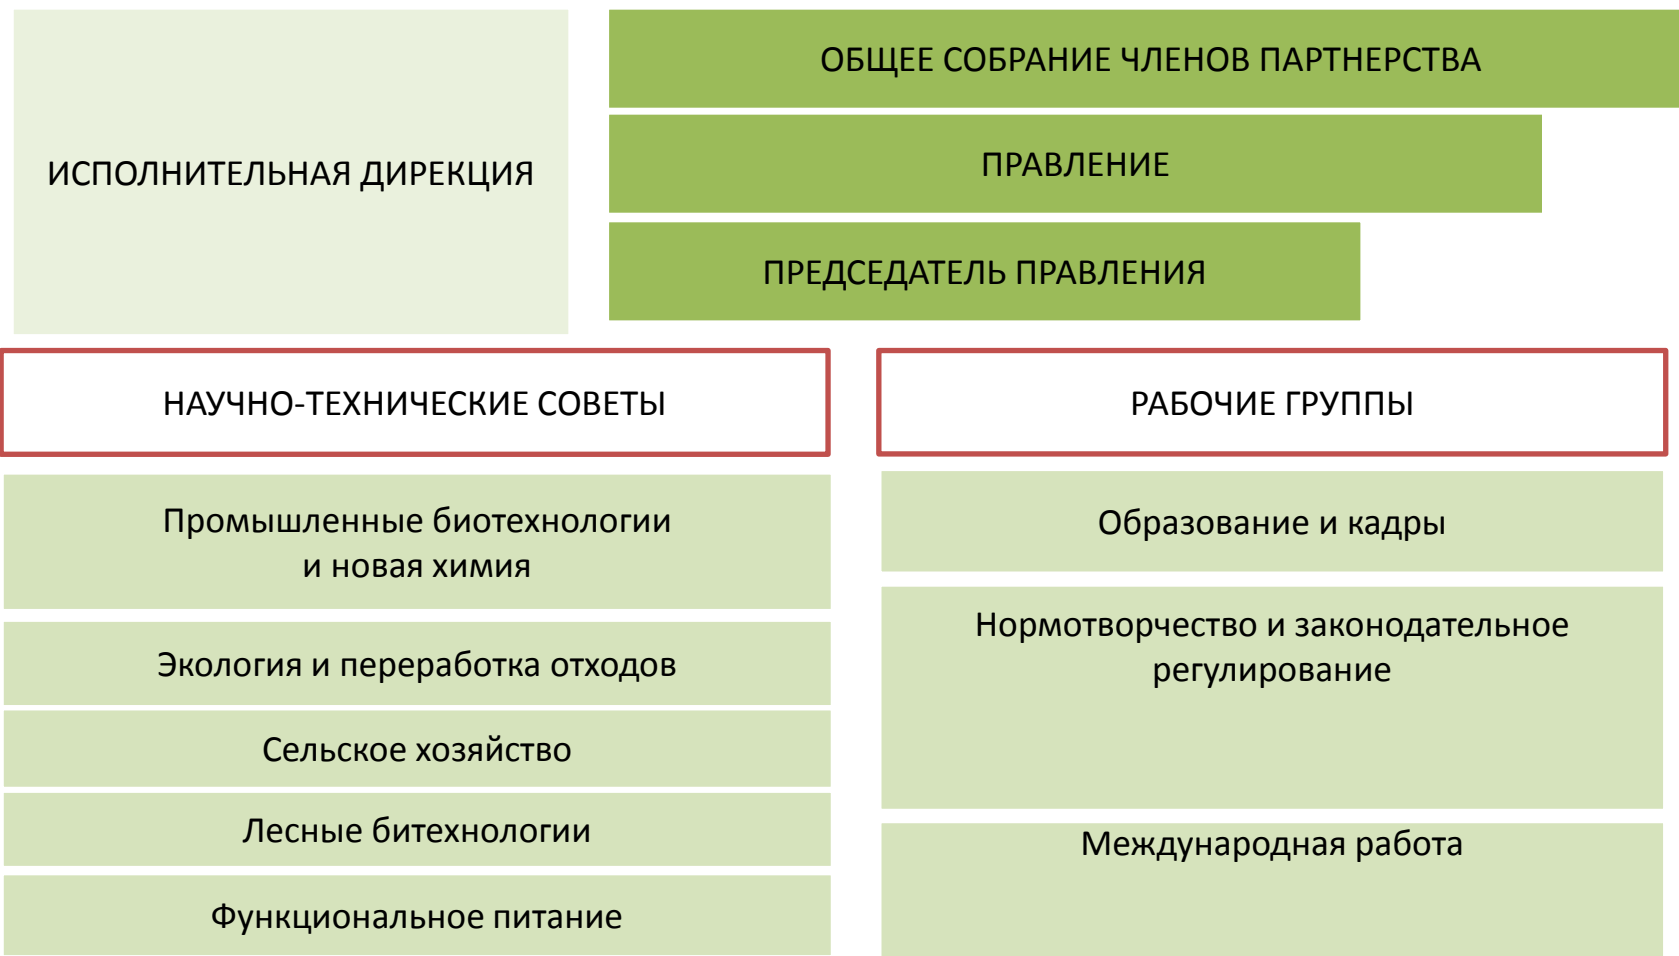 ИСПОЛНИТЕЛЬНАЯ ДИРЕКЦИЯ
ОБЩЕЕ СОБРАНИЕ ЧЛЕНОВ ПАРТНЕРСТВА
ПРАВЛЕНИЕ
ПРЕДСЕДАТЕЛЬ ПРАВЛЕНИЯ
НАУЧНО-ТЕХНИЧЕСКИЕ СОВЕТЫ
Промышленные биотехнологии
и новая химия
Экология и переработка отходов
Сельское хозяйство
Лесные битехнологии
Функциональное питание
РАБОЧИЕ ГРУППЫ
Образование и кадры
Нормотворчество и законодательное
регулирование
Международная работа